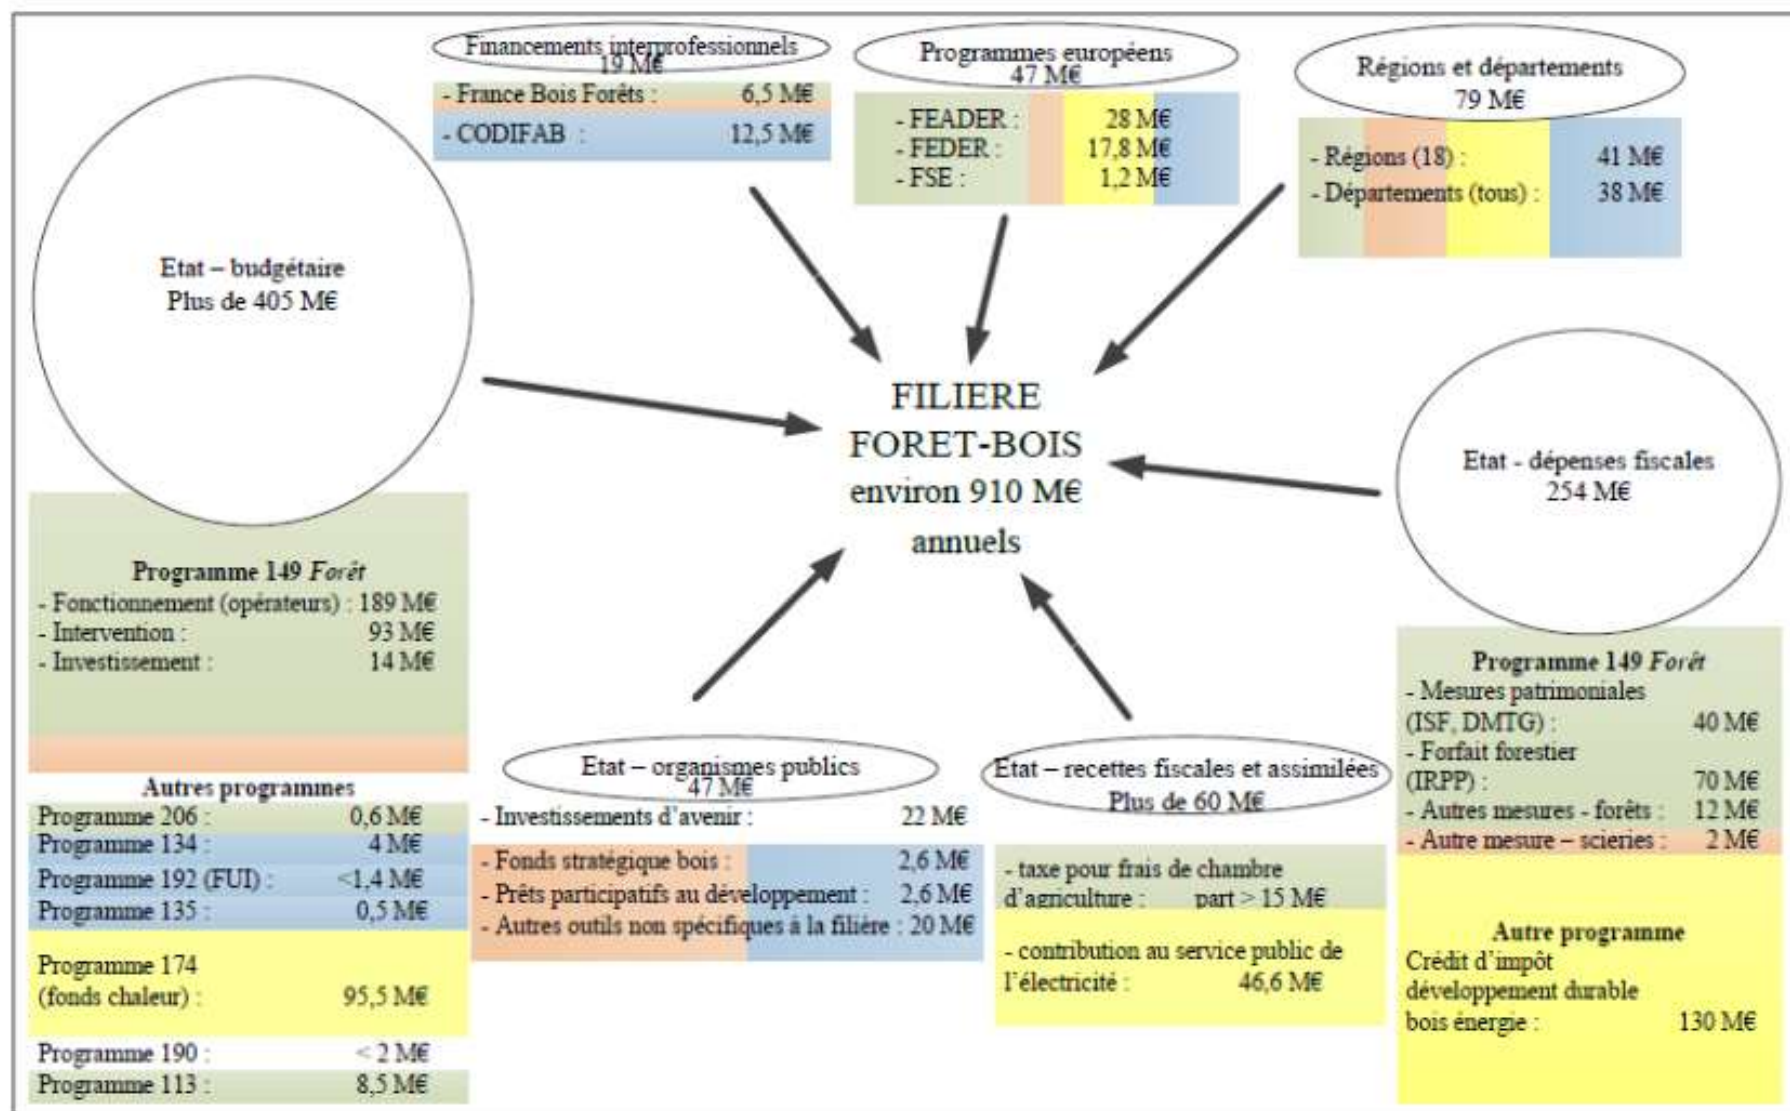 Financements interprofessionnels
19 M€
- France Bois Forêts : 6,5 M€
- CODIFAB : 12,5 M€
Programmes européens
47 M€
- FEADER : 28 M€
- FEDER : 17,8 M€
- FSE : 1,2 M€
Régions et départements
79 M€
- Régions (18) : 41 M€
- Départements (tous) : 38 M€
Etat – budgétaire
Plus de 405 M€
Programme 149 Forêt
- Fonctionnement (opérateurs) : 189 M€
- Intervention : 93 M€
- Investissement : 14 M€
Autres programmes
Programme 206 : 0,6 M€
Programme 134 : 4 M€
Programme 192 (FUI) : <1,4 M€
Programme 135 : 0,5 M€
Programme 174
(fonds chaleur) : 95,5 M€
Programme 190 : < 2 M€
Programme 113 : 8,5 M€
FILIERE
FORET-BOIS
environ 910 M€
annuels
Etat – organismes publics
47 M€
- Investissements d’avenir : 22 M€
- Fonds stratégique bois : 2,6 M€
- Prêts participatifs au développement : 2,6 M€
- Autres outils non spécifiques à la filière : 20 M€
Etat – recettes fiscales et assimilées
Plus de 60 M€
- taxe pour frais de chambre
d’agriculture : part > 15 M€
- contribution au service public de
l’électricité : 46,6 M€
Etat - dépenses fiscales
254 M€
Programme 149 Forêt
- Mesures patrimoniales
(ISF, DMTG) : 40 M€
- Forfait forestier
(IRPP) : 70 M€
- Autres mesures - forêts : 12 M€
- Autre mesure – scieries : 2 M€
Autre programme
Crédit d’impôt
développement durable
bois énergie : 130 M€